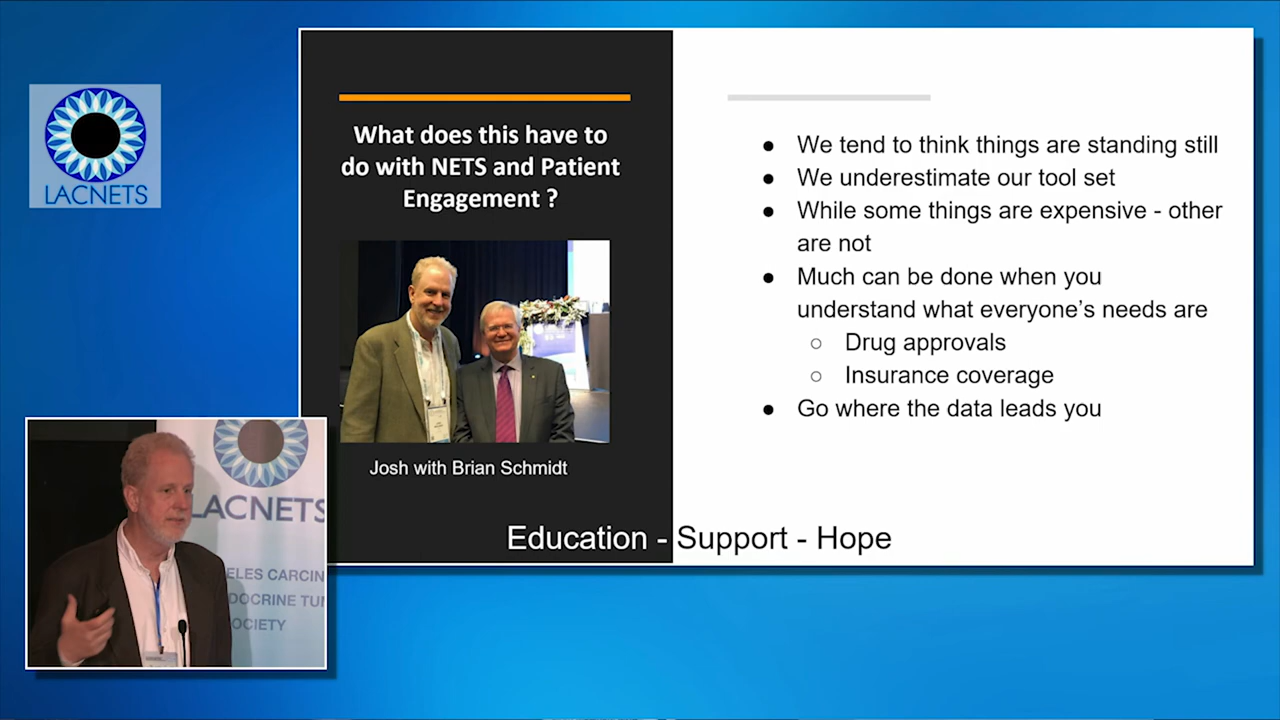 LACNETS
What does this have to
do with NETS and Patient
Engagement ?
Josh with Brian Schmidt
● We tend to think things are standing still
● We underestimate our tool set
● While some things are expensive - other
are not
● Much can be done when you
understand what everyone's needs are
○ Drug approvals
○ Insurance coverage
● Go where the data leads you
Education - Support - Hope
LACNETS
ELES CARCIN
DOCRINE TU
OCIETY